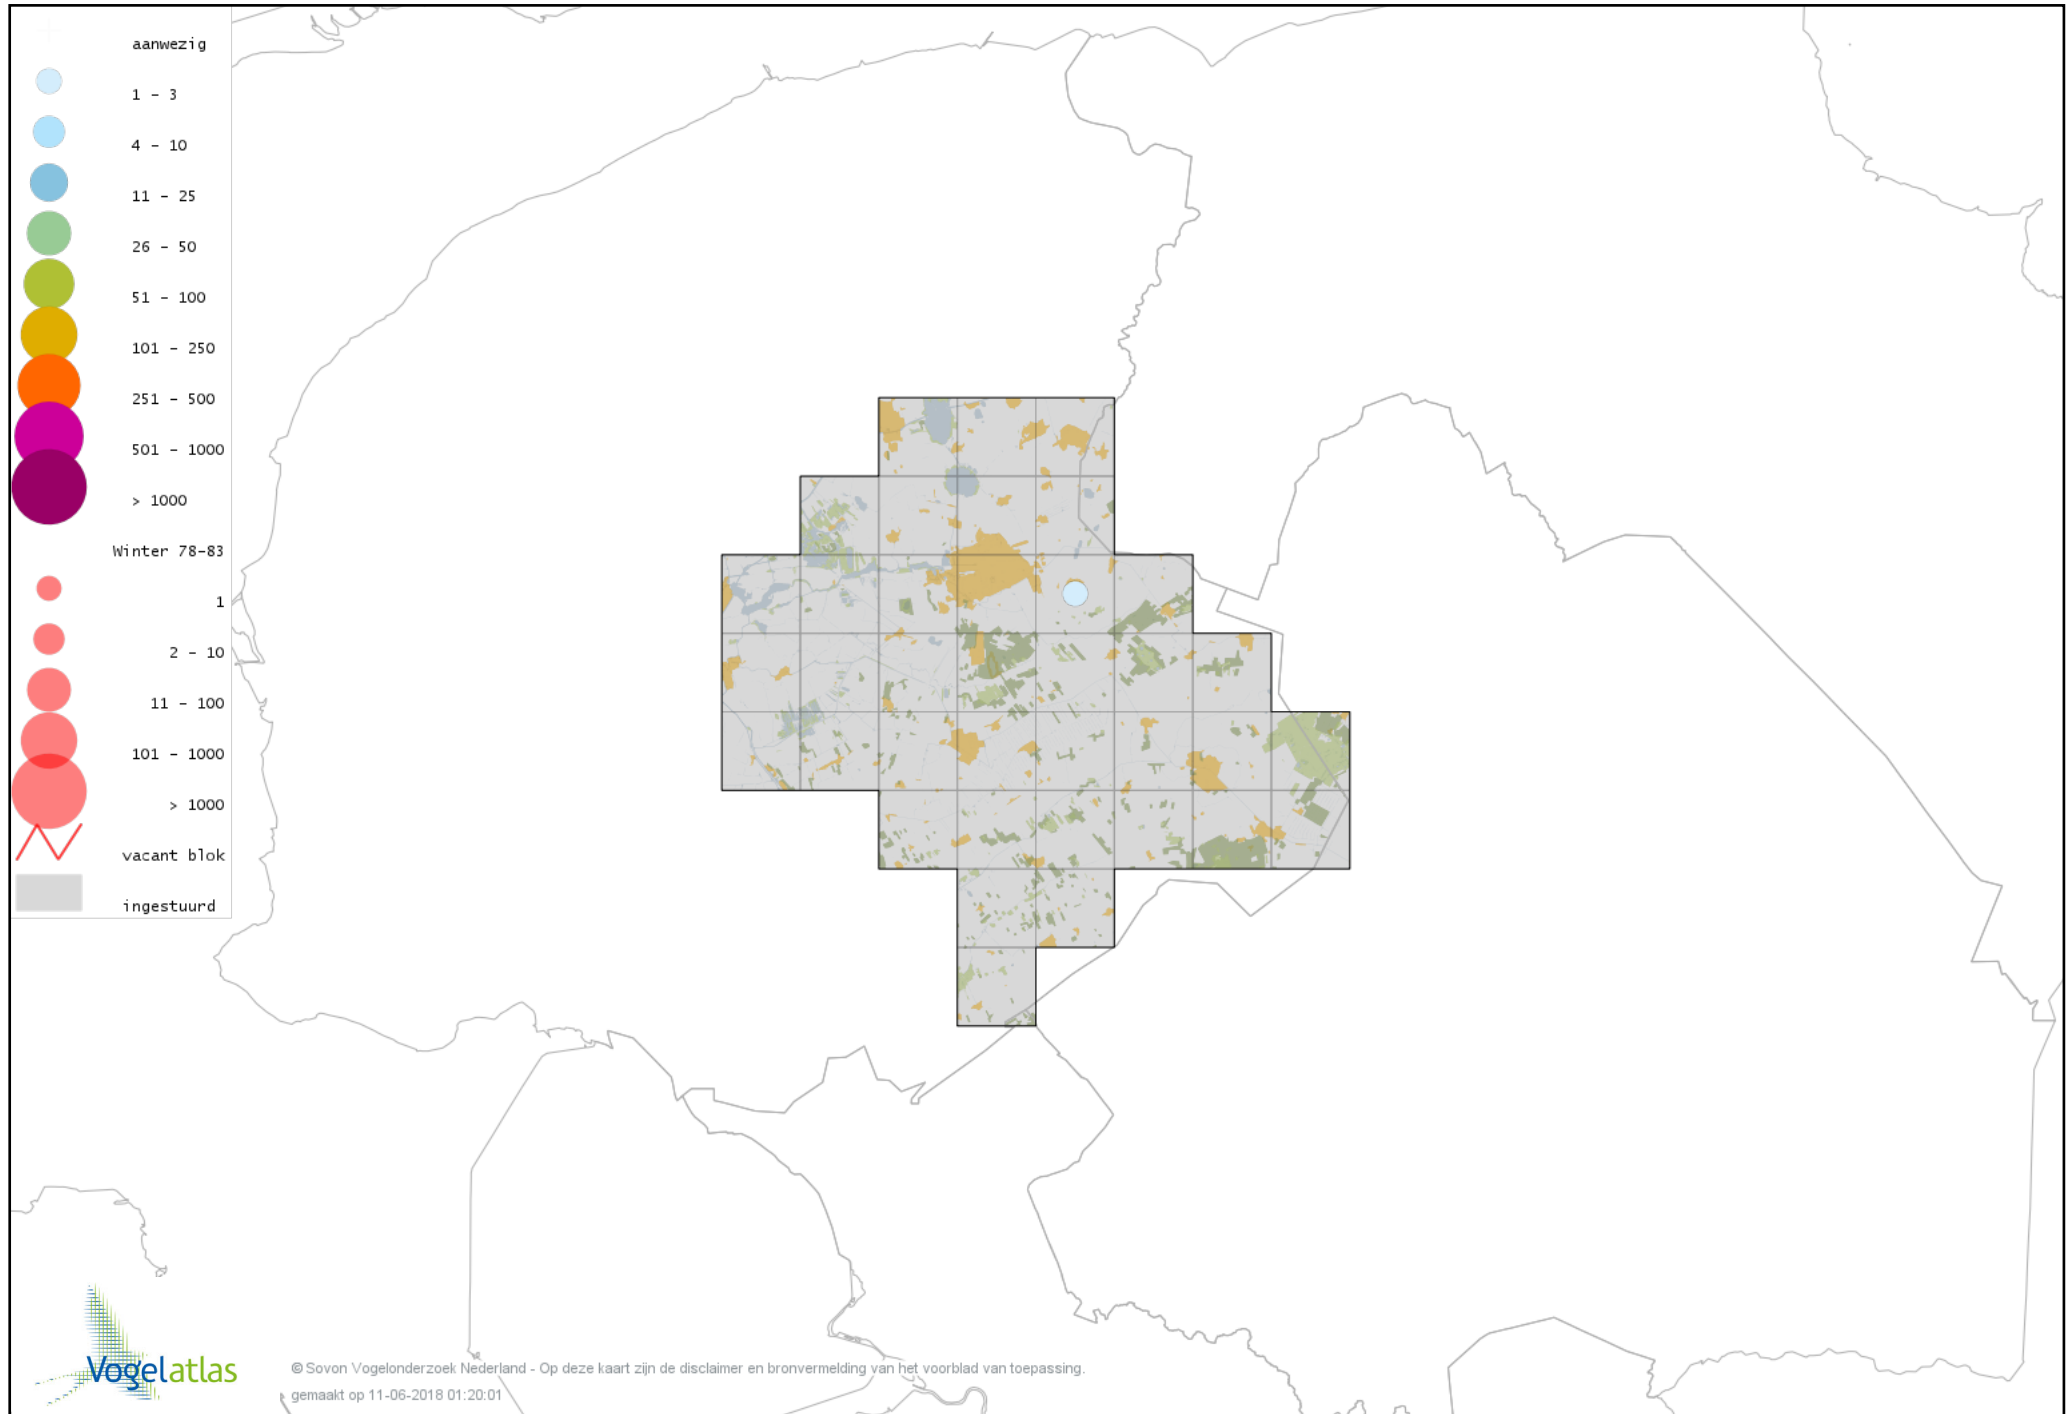 aanwezig
1 - 3
4 - 10
11 - 25
26 - 50
51 - 100
101 - 250
251 - 500
501 - 1000
> 1000
Winter 78-83
1
2 - 10
11 - 100
101 - 1000
> 1000
vacant blok
ingestuurd
Vogelatlas
© Sovon Vogelonderzoek Nederland - Op deze kaart zijn de disclaimer en bronvermelding van het voorblad van toepassing.
gemaakt op 11-06-2018 01:20:01